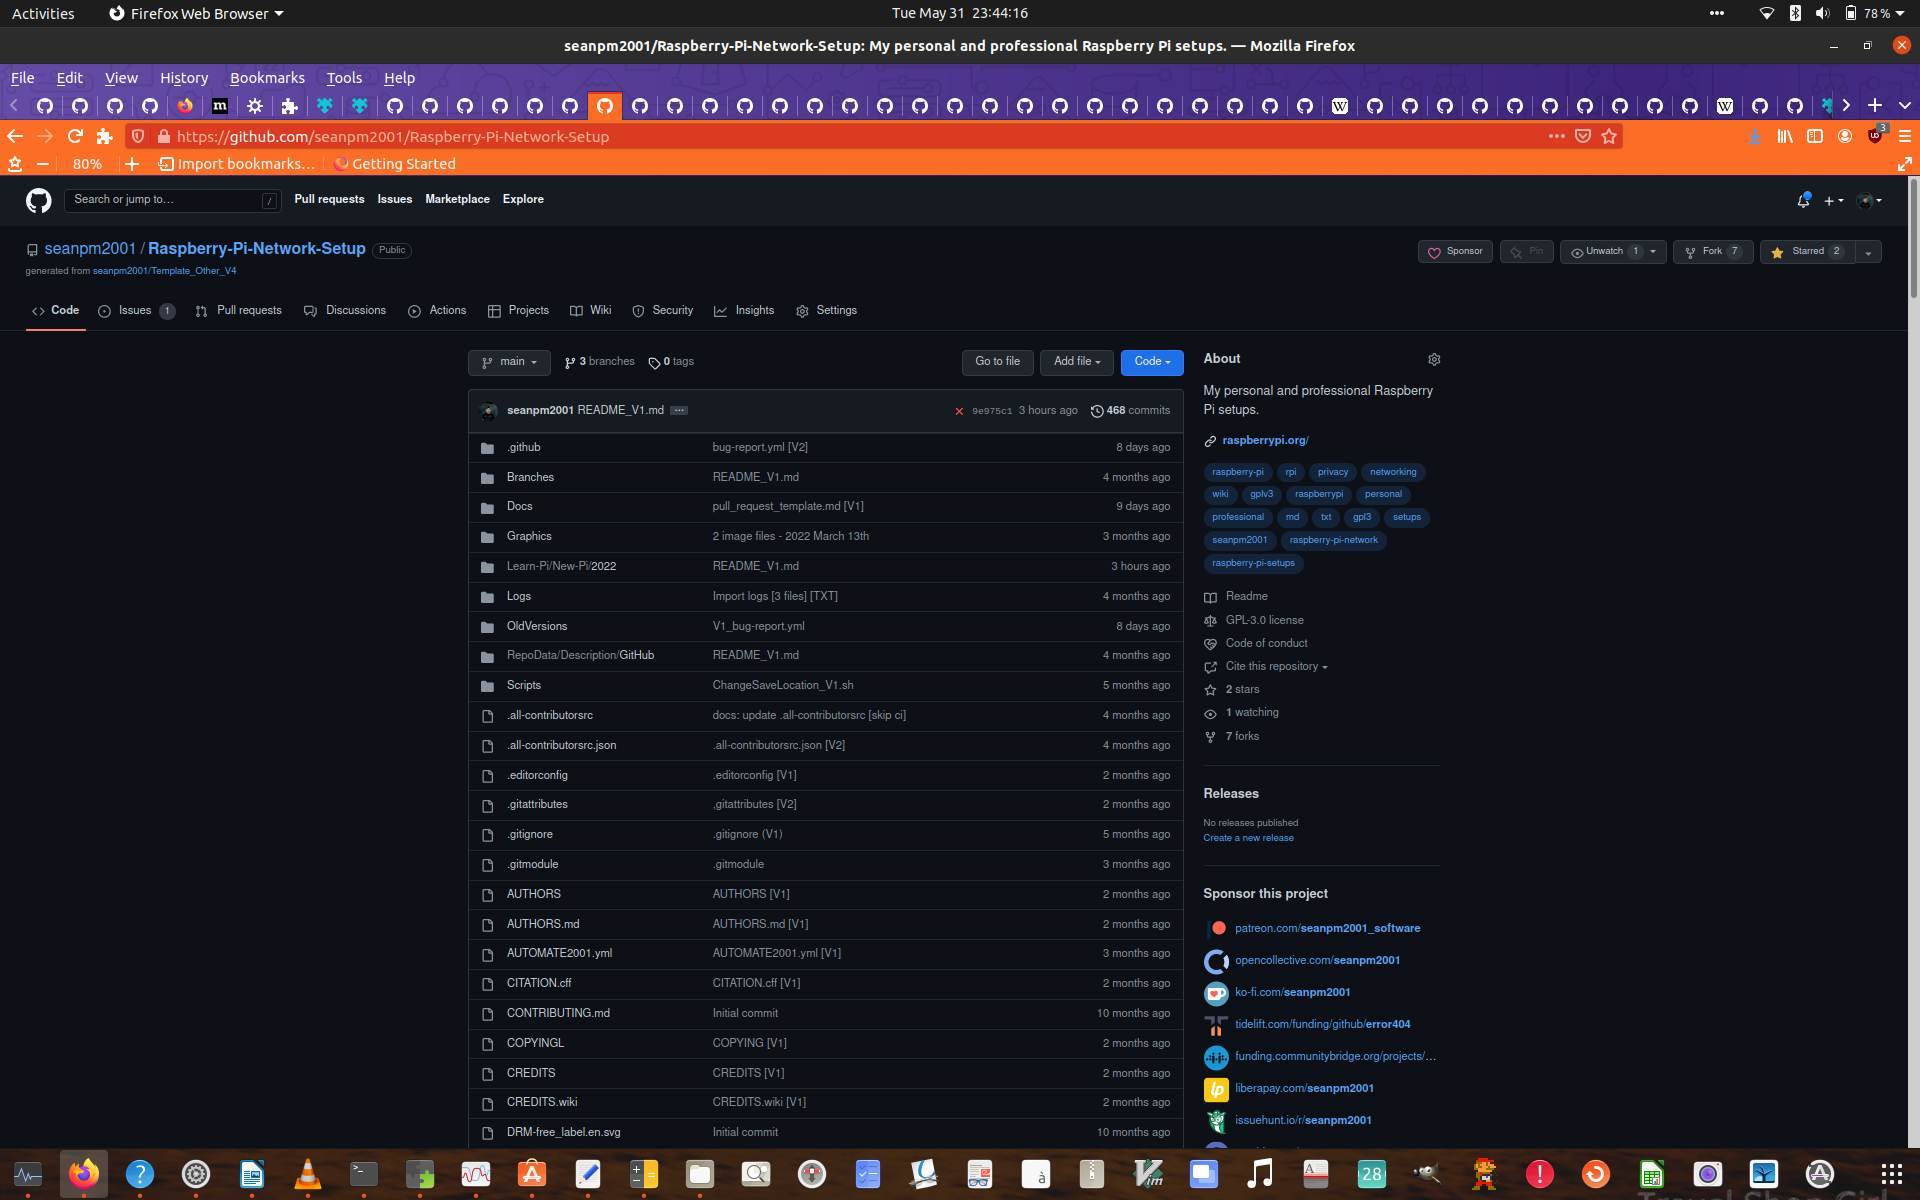 Activities Firefox Web Browser Tue May 31 23:44:16 78 %
seanpm2001/Raspberry-Pi-Network-Setup: My personal and professional Raspberry Pi setups. — Mozilla Firefox
File Edit View History Bookmarks Tools Help
https://github.com/seanpm2001/Raspberry-Pi-Network-Setup 3
80% Import bookmarks... Getting Started
Search or jump to... / Pull requests Issues Marketplace Explore
seanpm2001 / Raspberry-Pi-Network-Setup Public Sponsor Pin Unwatch 1 Fork 7 Starred 2
generated from seanpm2001/Template_Other_V4
Code Issues 1 Pull requests Discussions Actions Projects Wiki Security Insights Settings
main 3 branches 0 tags Go to file Add file Code
seanpm2001 README_V1.md ... 9e975c1 3 hours ago 468 commits
.github bug-report.yml [V2] 8 days ago
Branches README_V1.md 4 months ago
Docs pull_request_template.md [V1] 9 days ago
Graphics 2 image files - 2022 March 13th 3 months ago
Learn-Pi/New-Pi/2022 README_V1.md 3 hours ago
Logs Import logs [3 files] [TXT] 4 months ago
OldVersions V1_bug-report.yml 8 days ago
RepoData/Description/GitHub README_V1.md 4 months ago
Scripts ChangeSaveLocation_V1.sh 5 months ago
.all-contributorsrc docs: update .all-contributorsrc [skip ci] 4 months ago
.all-contributorsrc.json .all-contributorsrc.json [V2] 4 months ago
.editorconfig .editorconfig [V1] 2 months ago
.gitattributes ,gitattributes [V2] 2 months ago
.gitignore .gitignore (V1) 5 months ago
.gitmodule .gitmodule 3 months ago
AUTHORS AUTHORS [V1] 2 months ago
AUTHORS.md AUTHORS.md [V1] 2 months ago
AUTOMATE2001.yml AUTOMATE2001.yml [V1] 3 months ago
CITATION.cff CITATION.cff [V1] 2 months ago
CONTRIBUTING.md Initial commit 10 months ago
COPYINGL COPYING [V1] 2 months ago
CREDITS CREDITS [V1] 2 months ago
CREDITS.wiki CREDITS.wiki [V1] 2 months ago
DRM-free_label.en.svg Initial commit 10 months ago
About
My personal and professional Raspberry
Pi setups.
raspberrypi.org/
raspberry-pi rpi privacy networking
wiki gplv3 raspberrypi personal
professional md txt gpl3 setups
seanpm2001 raspberry-pi-network
raspberry-pi-setups
Readme
GPL-3.0 license
Code of conduct
Cite this repository
2 stars
1 watching
7 forks
Releases
No releases published
Create a new release
Sponsor this project
patreon.com/seanpm2001_software
opencollective.com/seanpm2001
ko-fi.com/seanpm2001
tidelift.com/funding/github/error404
funding.communitybridge.org/projects/...
liberapay.com/seanpm2001
issuehunt.io/r/seanpm2001
28